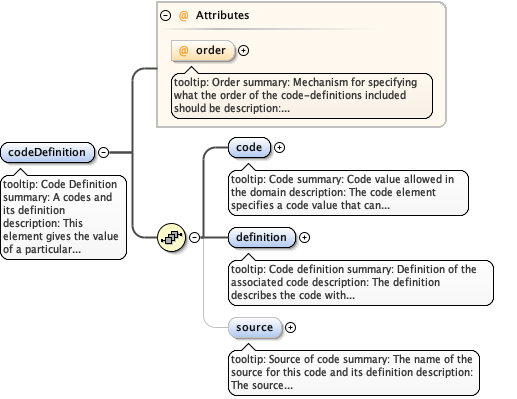 @ Attributes
@ order
tooltip: Order summary: Mechanism for specifying
what the order of the code-definitions included
should be description:...
codeDefinition
tooltip: Code Definition
summary: A codes and
its definition
description: This
element gives the value
of a particular...
code
tooltip: Code summary: Code value allowed in
the domain description: The code element
specifies a code value that can...
definition
tooltip: Code definition summary: Definition of the
associated code description: The definition
describes the code with...
source
tooltip: Source of code summary: The name of the
source for this code and its definition description:
The source...